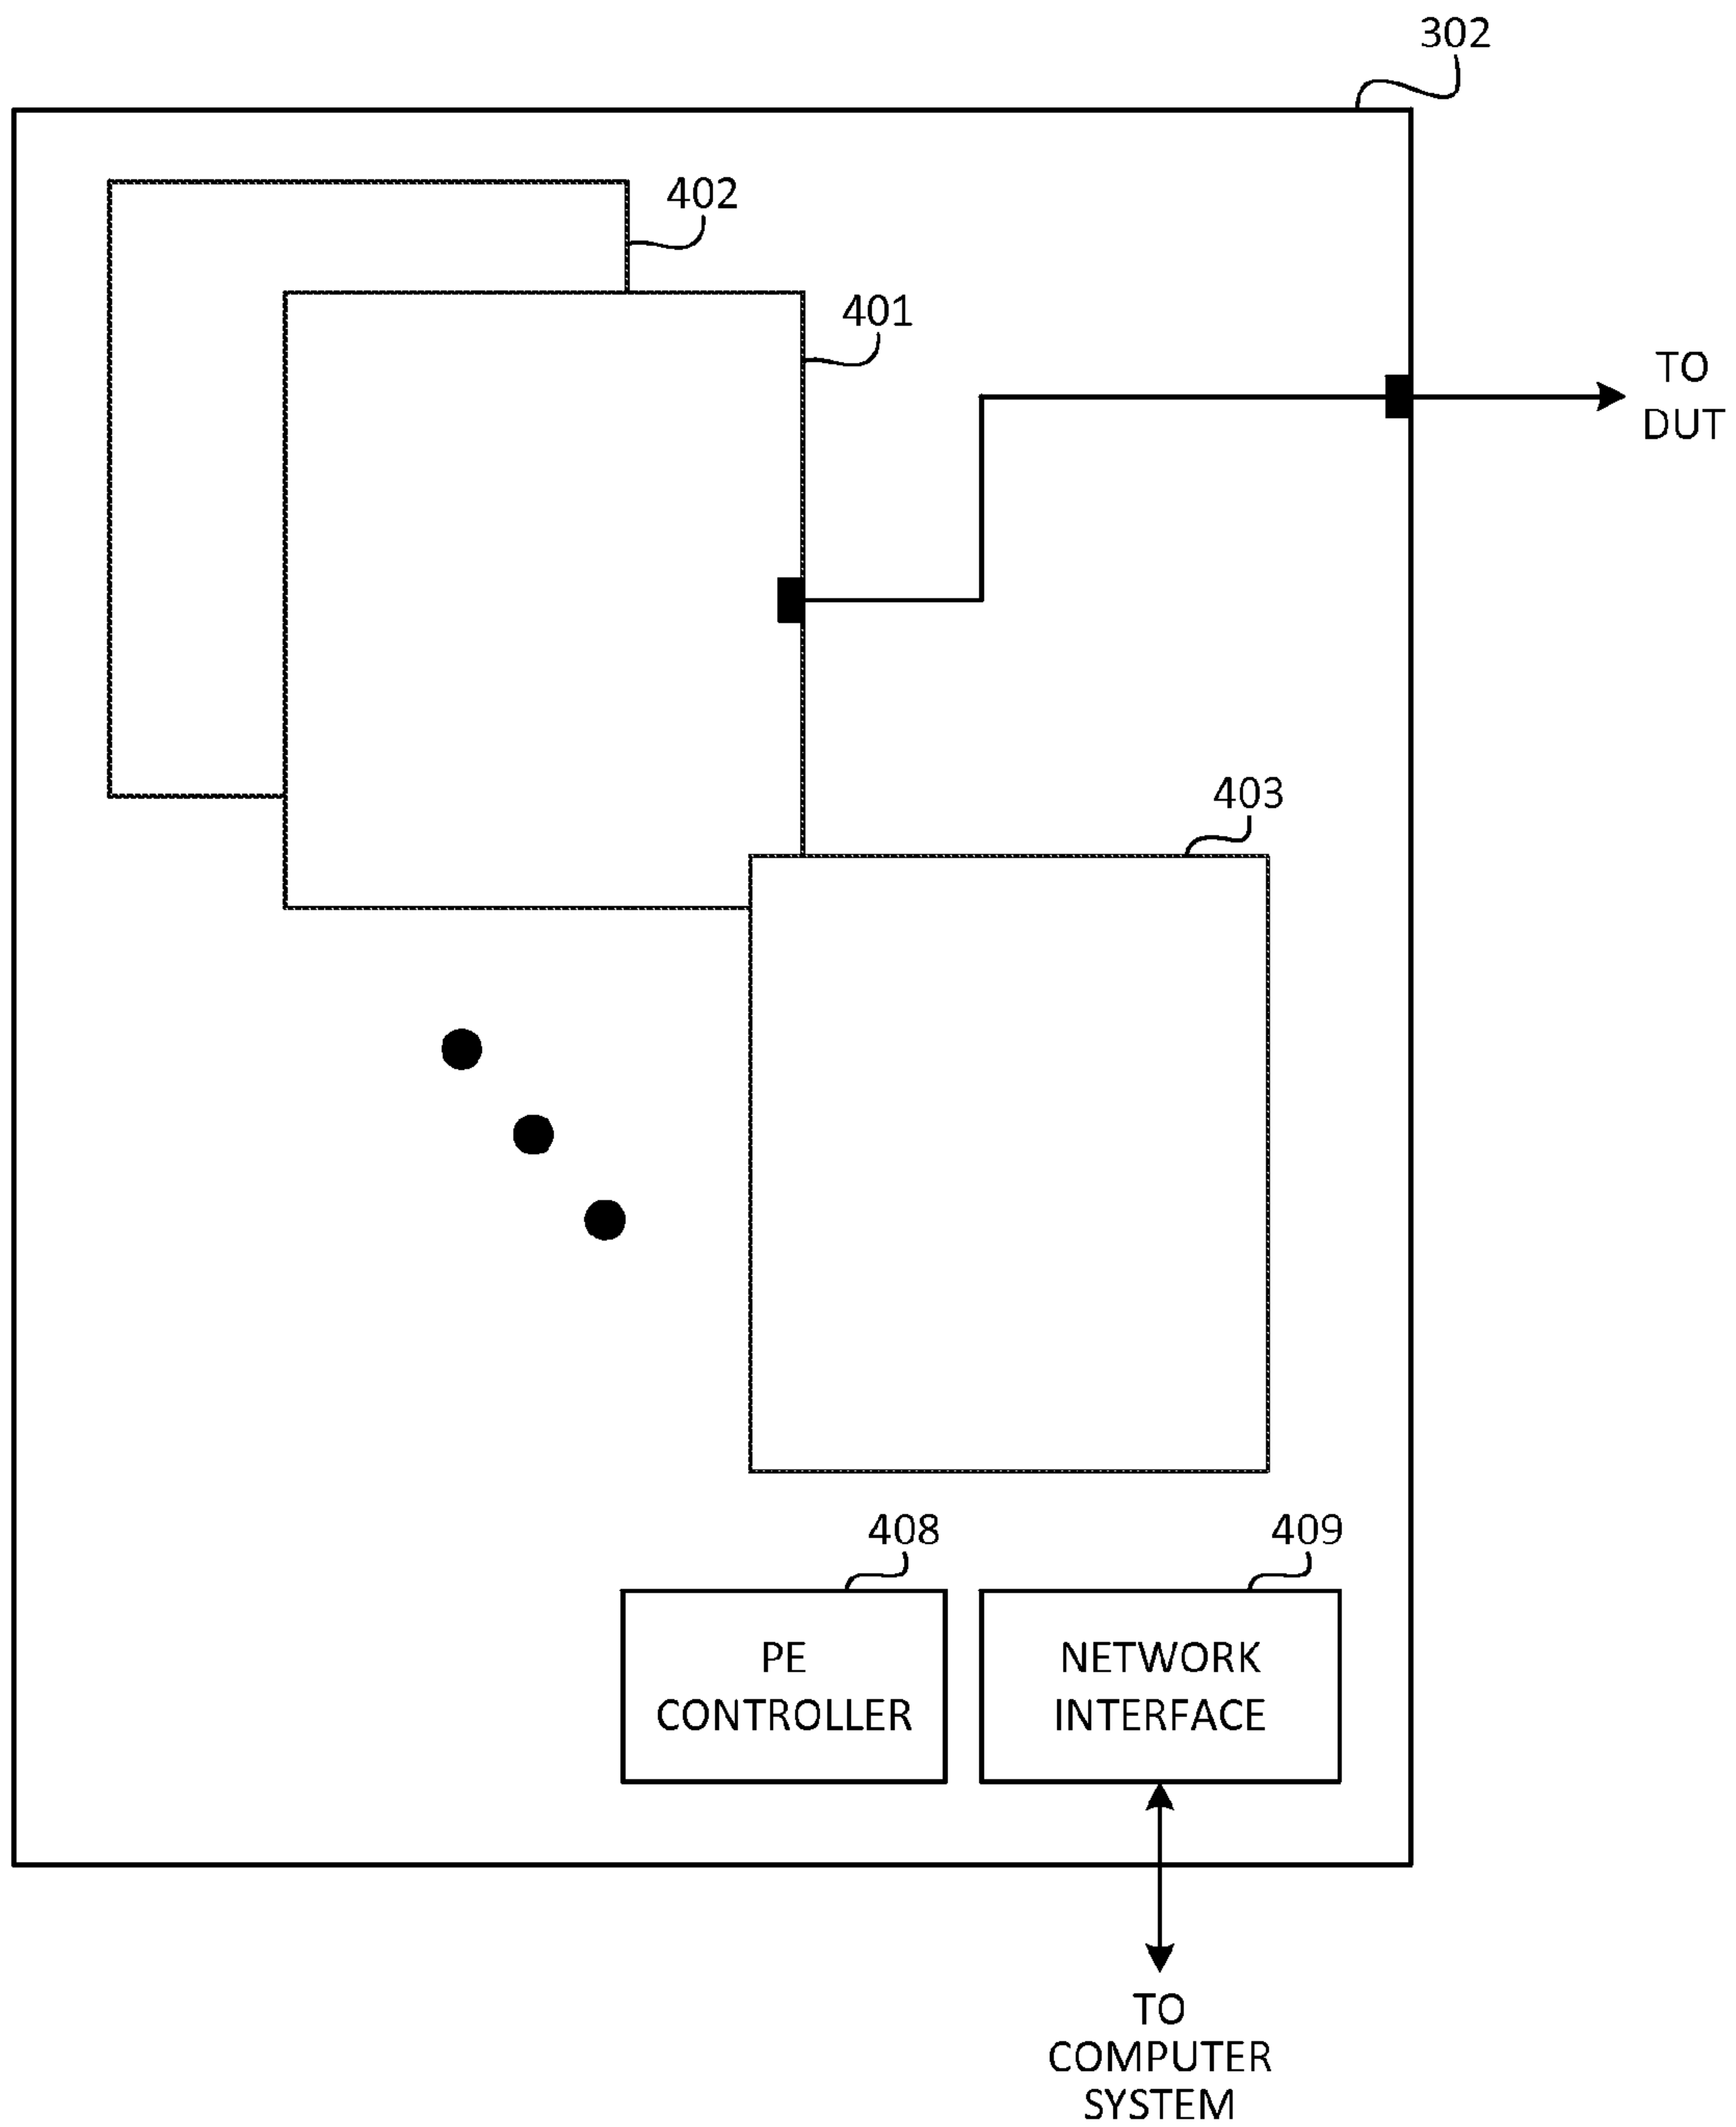 302
402
401
TO
DUT
403
408
409
PE
CONTROLLER
NETWORK
INTERFACE
TO
COMPUTER
SYSTEM